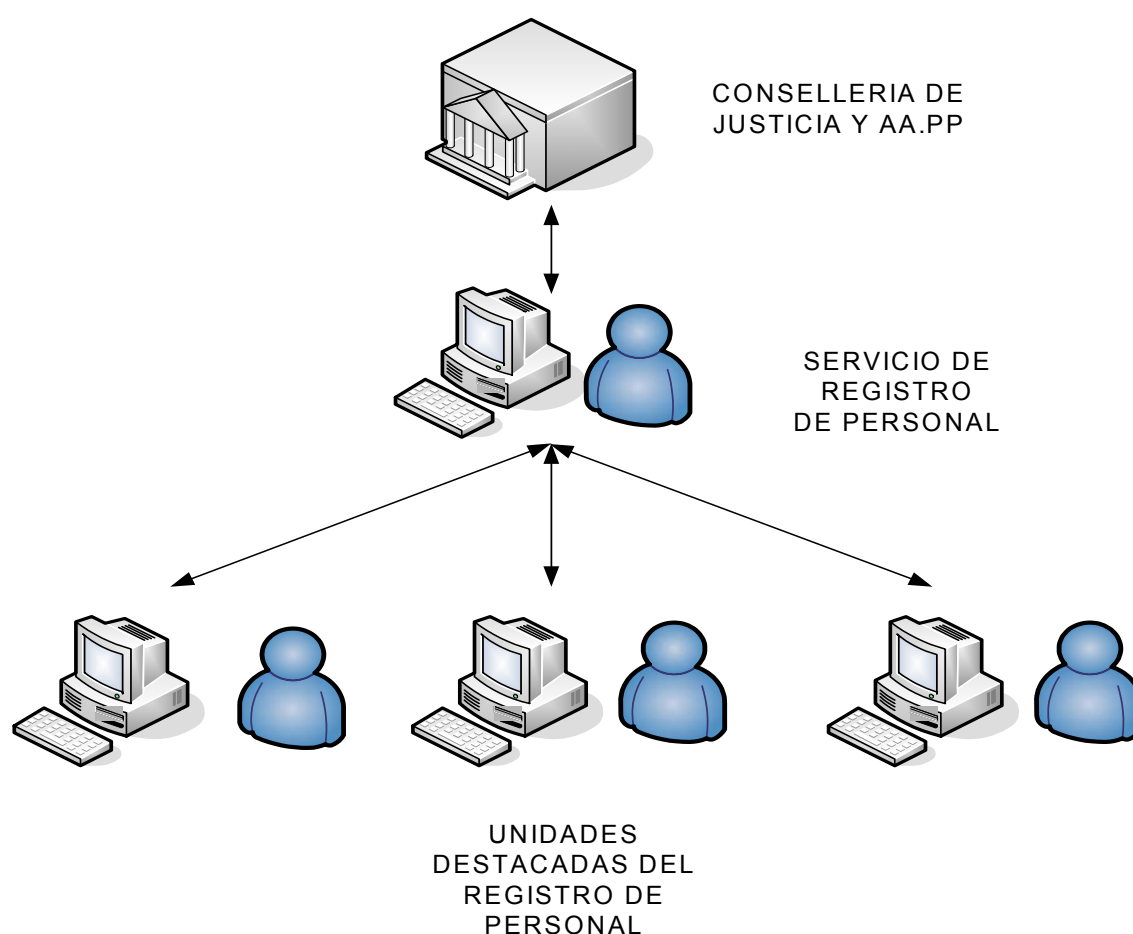 CONSELLERIA DE
JUSTICIA Y AA.PP
SERVICIO DE
REGISTRO
DE PERSONAL
UNIDADES
DESTACADAS DEL
REGISTRO DE
PERSONAL